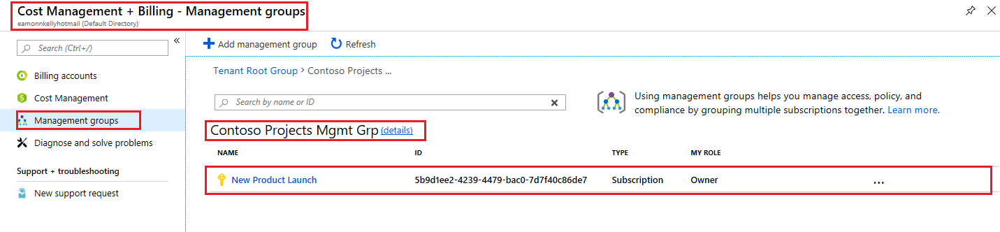 Cost Management + Billing - Management groups
eamonnkellyhotmail (Default Directory)
Search (Ctrl+/)
«
Add management group
Refresh
Billing accounts
Cost Management
Management groups
Diagnose and solve problems
Support + troubleshooting
New support request
Tenant Root Group > Contoso Projects ...
Search by name or ID
Using management groups helps you manage access, policy, and
compliance by grouping multiple subscriptions together. Learn more.
Contoso Projects Mgmt Grp (details)
NAME ID TYPE MY ROLE
New Product Launch 5b9d1ee2-4239-4479-bac0-7d7f40c86de7 Subscription Owner ...